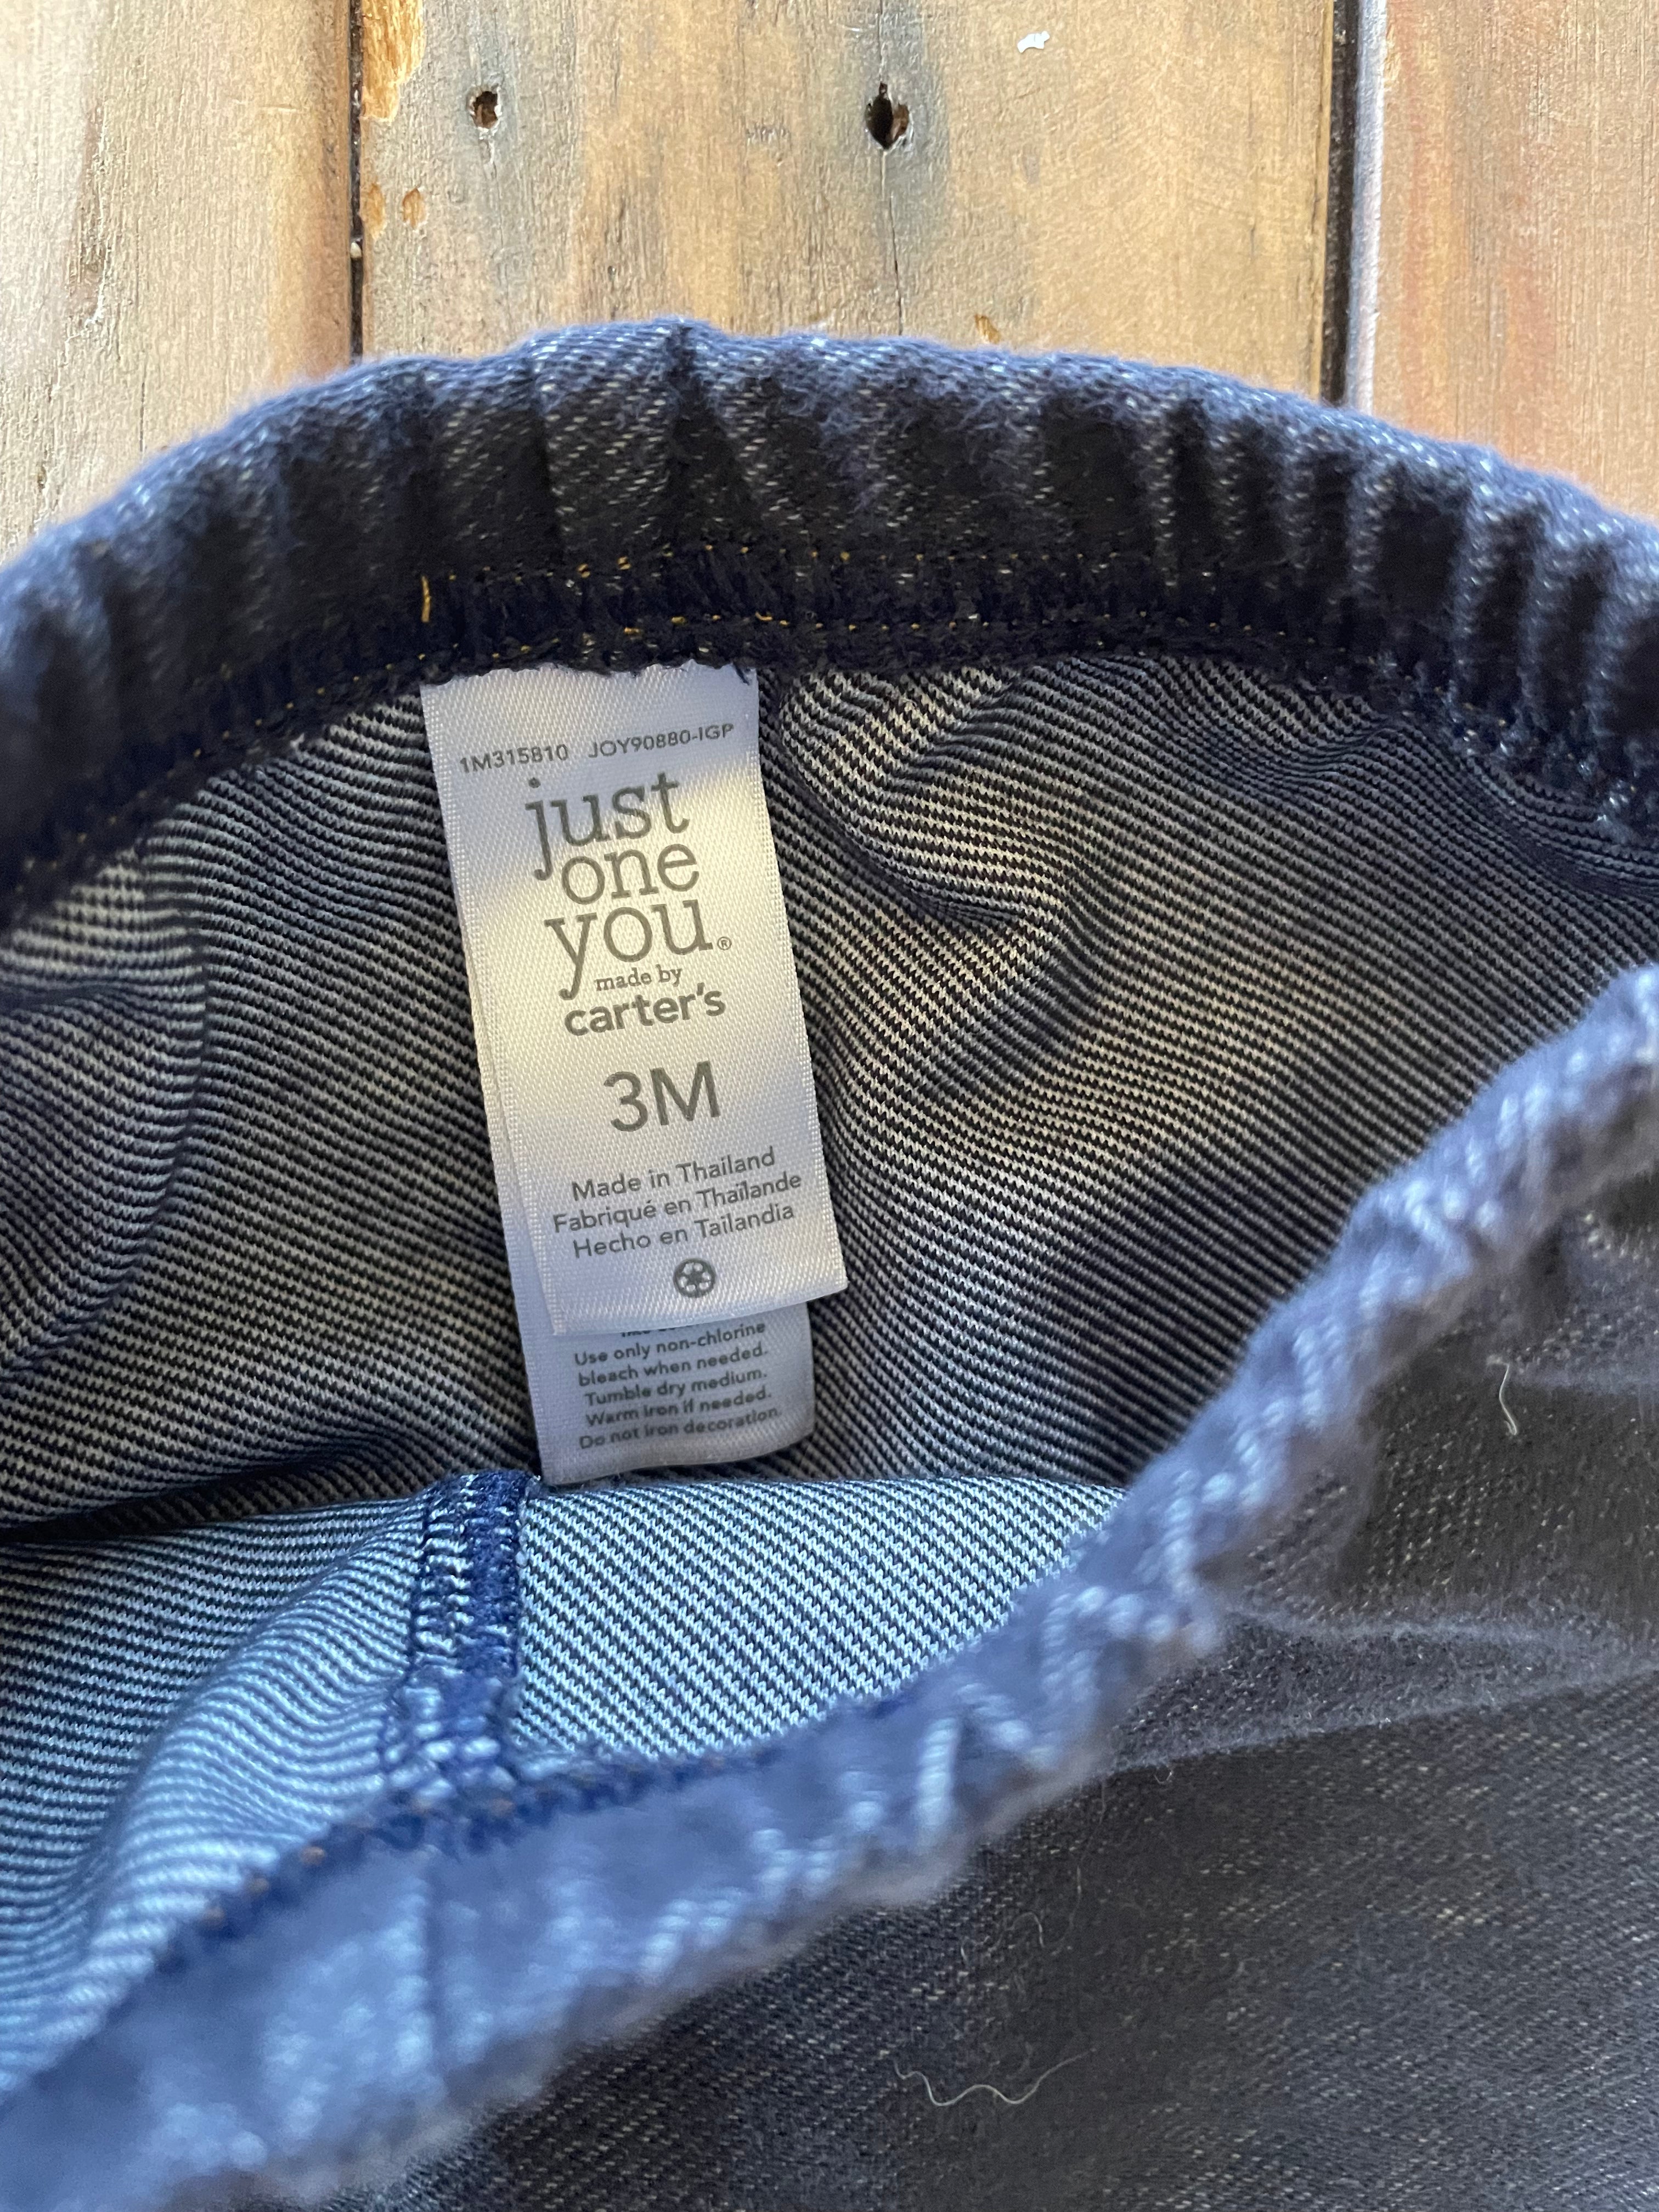 1M315810 JOY90880-IGP
just
one
you®
made by
carter's
3M
Made in Thailand
Fabriqué en Thaïlande
Hecho en Tailandia
Use only non-chlorine
bleach when needed.
Tumble dry medium.
Warm iron if needed.
Do not iron decoration.